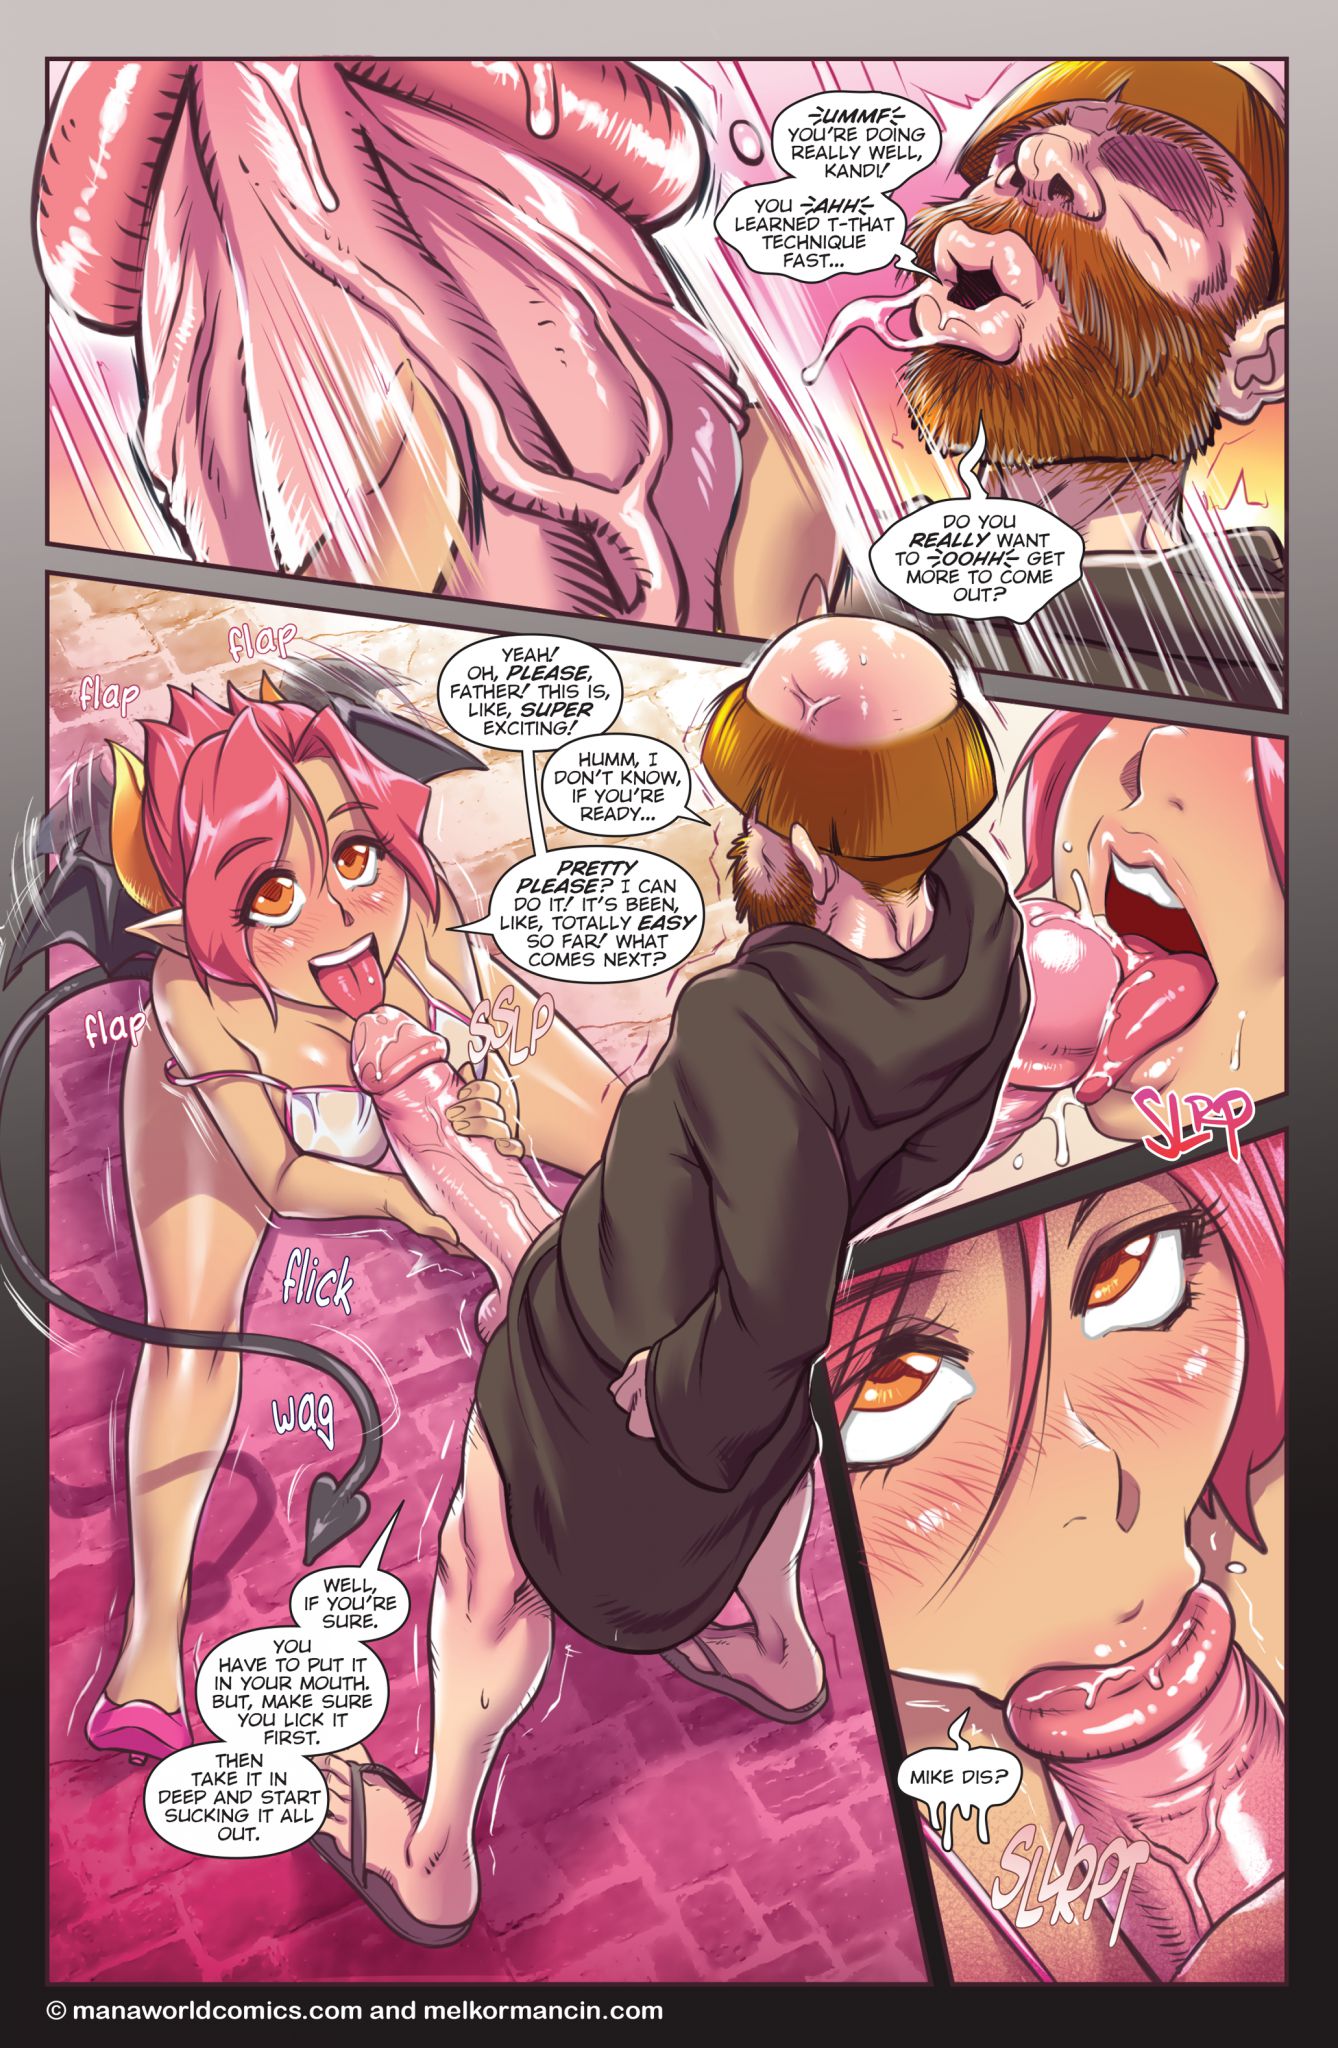 UMMF
YOU'RE DOING
REALLY WELL,
KANDI!
YOU AHH
LEARNED T-THAT
TECHNIQUE
FAST...
DO YOU
REALLY WANT
TO OOHH GET
MORE TO COME
OUT?
flap
flap
flap
YEAH!
OH, PLEASE,
FATHER! THIS IS,
LIKE, SUPER
EXCITING!
HUMM, I
DON'T KNOW,
IF YOU'RE
READY...
PRETTY
PLEASE? I CAN
DO IT! IT'S BEEN,
LIKE, TOTALLY EASY
SO FAR! WHAT
COMES NEXT?
SSLP
flick
wag
WELL,
IF YOU'RE
SURE.
YOU
HAVE TO PUT IT
IN YOUR MOUTH.
BUT, MAKE SURE
YOU LICK IT
FIRST.
THEN
TAKE IT IN
DEEP AND START
SUCKING IT ALL
OUT.
SLRP
MIKE DIS?
SLURPT
© manaworldcomics.com and melkormancin.com